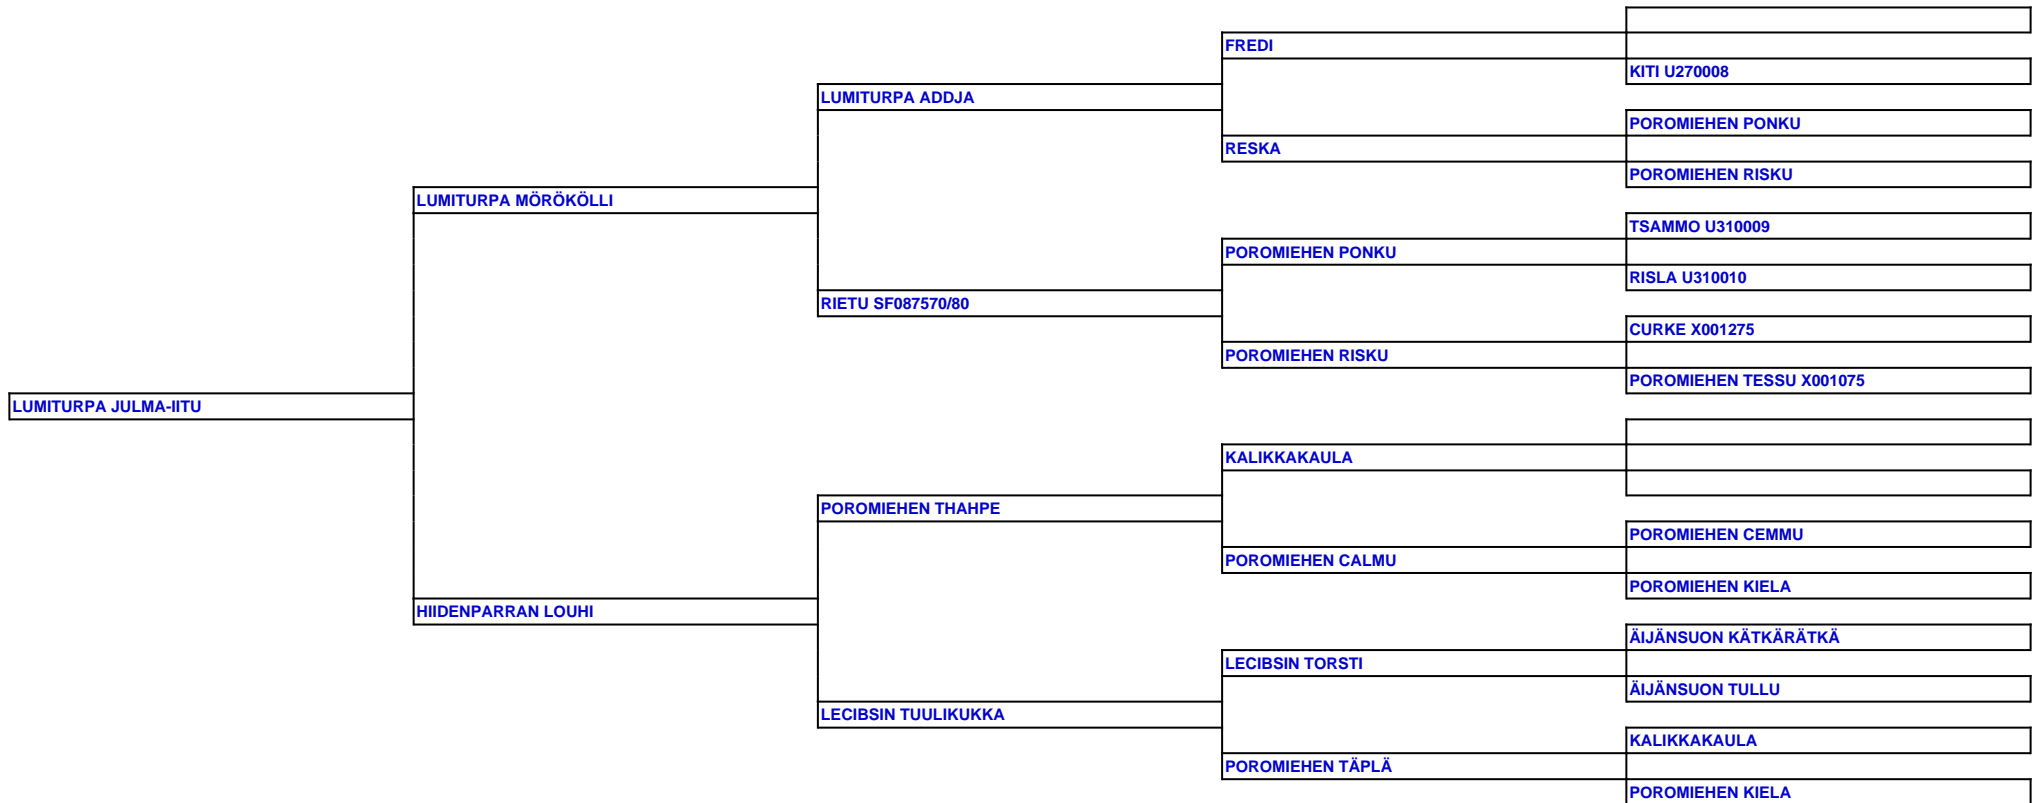 FREDI
KITI U270008
LUMITURPA ADDJA
POROMIEHEN PONKU
RESKA
POROMIEHEN RISKU
LUMITURPA MÖRÖKÖLLI
TSAMMO U310009
POROMIEHEN PONKU
RISLA U310010
RIETU SF087570/80
CURKE X001275
POROMIEHEN RISKU
POROMIEHEN TESSU X001075
LUMITURPA JULMA-IITU
KALIKKAKAULA
POROMIEHEN THAHPE
POROMIEHEN CEMMU
POROMIEHEN CALMU
POROMIEHEN KIELA
HIIDENPARRAN LOUHI
ÄIJÄNSUON KÄTKÄRÄTKÄ
LECIBSIN TORSTI
ÄIJÄNSUON TULLU
LECIBSIN TUULIKUKKA
KALIKKAKAULA
POROMIEHEN TÄPLÄ
POROMIEHEN KIELA